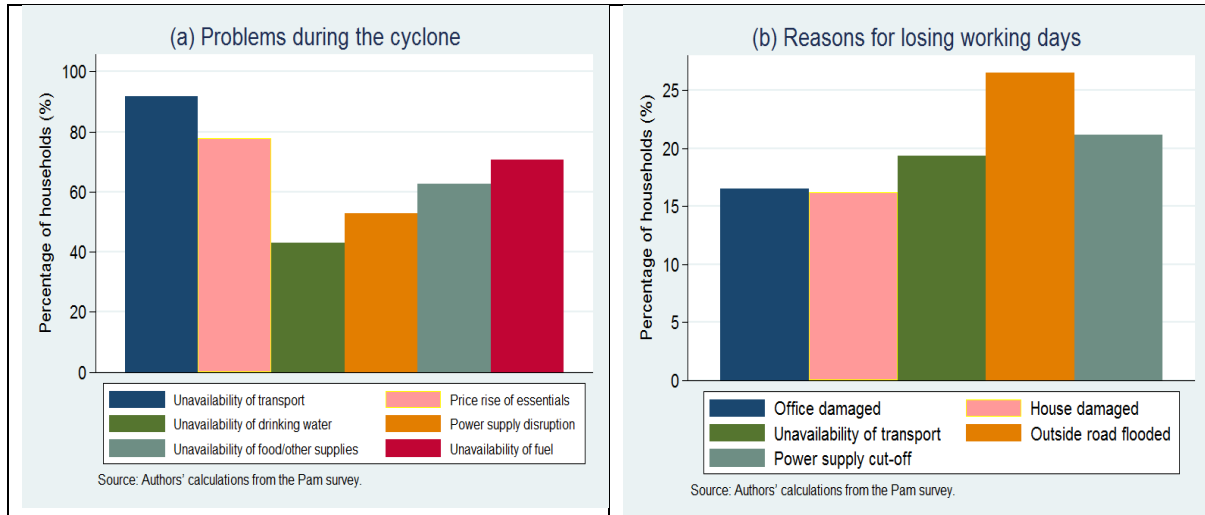 (a) Problems during the cyclone
Percentage of households (%)
100
80
60
40
20
0
Unavailability of transport
Price rise of essentials
Unavailability of drinking water
Power supply disruption
Unavailability of food/other supplies
Unavailability of fuel
Source: Authors' calculations from the Pam survey.
(b) Reasons for losing working days
Percentage of households (%)
25
20
15
10
5
0
Office damaged
House damaged
Unavailability of transport
Outside road flooded
Power supply cut-off
Source: Authors' calculations from the Pam survey.